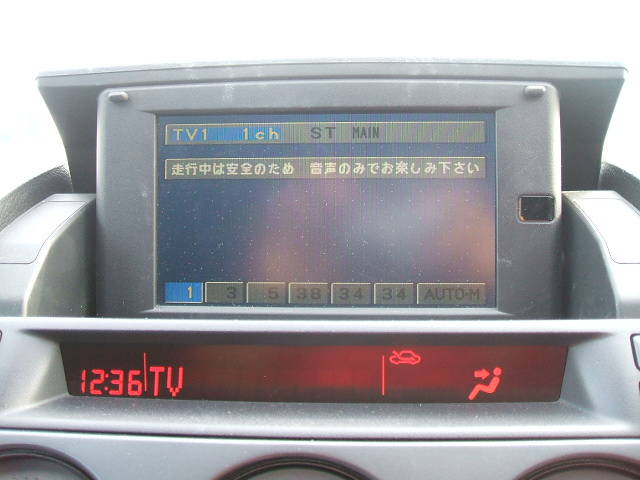 TV1 1ch ST MAIN
走行中は安全のため 音声のみでお楽しみ下さい
1 3 5 38 34 34 AUTO-M
12:36 TV